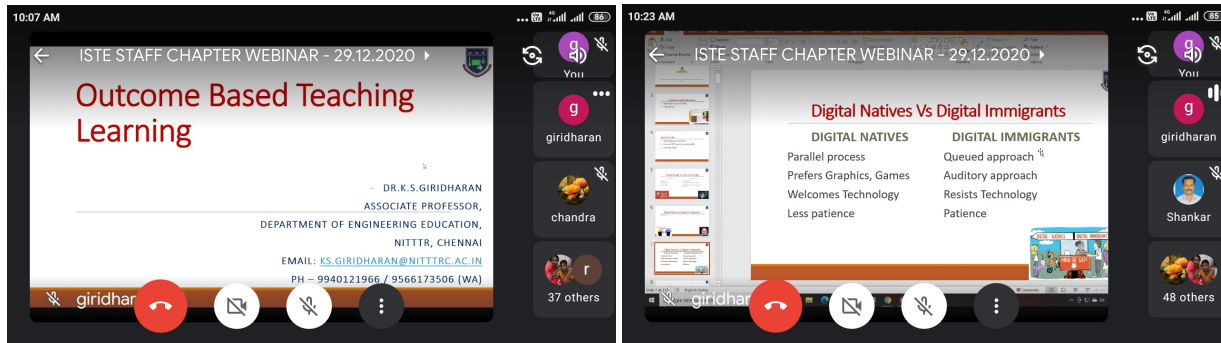 10:07 AM
4G
86
ISTE STAFF CHAPTER WEBINAR - 29.12.2020
Outcome Based Teaching
Learning
- DR.K.S.GIRIDHARAN
ASSOCIATE PROFESSOR,
DEPARTMENT OF ENGINEERING EDUCATION,
NITTTR, CHENNAI
EMAIL: KS.GIRIDHARAN@NITTTRC.AC.IN
PH – 9940121966 / 9566173506 (WA)
giridhar
g
You
g
giridharan
chandra
r
37 others
10:23 AM
4G
85
ISTE STAFF CHAPTER WEBINAR - 29.12.2020
Digital Natives Vs Digital Immigrants
DIGITAL NATIVES DIGITAL IMMIGRANTS
Parallel process Queued approach
Prefers Graphics, Games Auditory approach
Welcomes Technology Resists Technology
Less patience Patience
giridhar
g
You
g
giridharan
Shankar
48 others